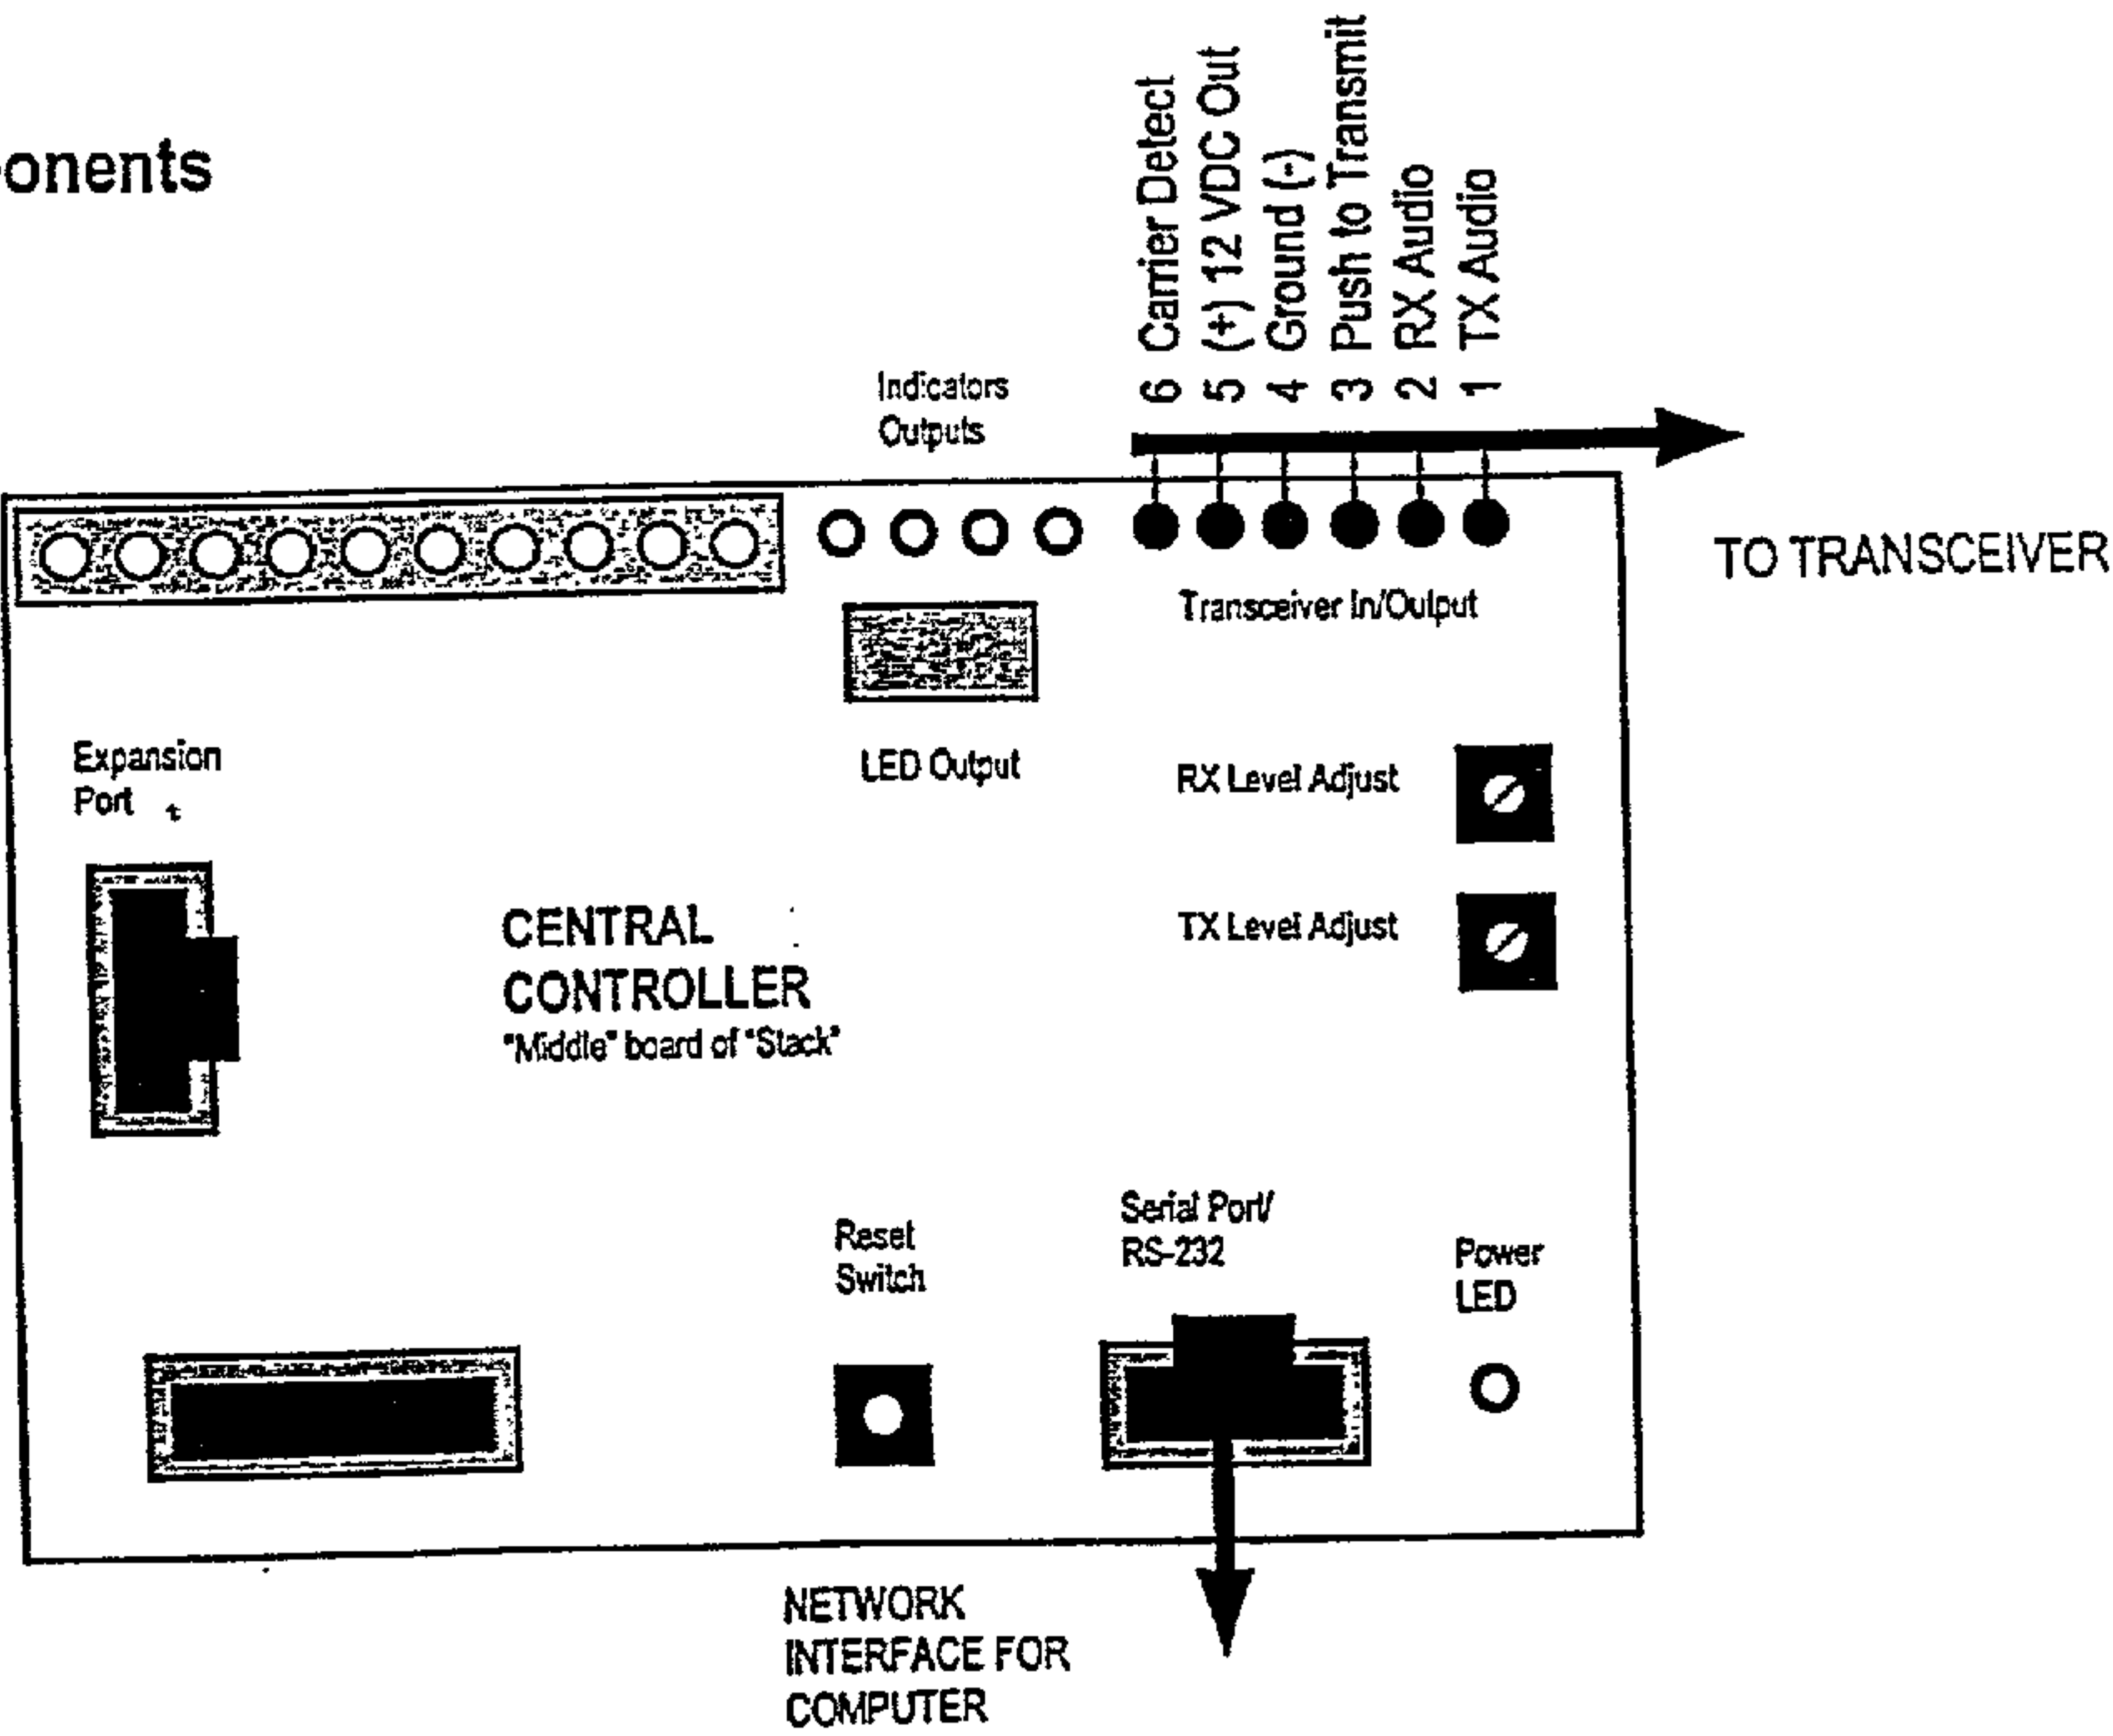 onents
6 Carrier Detect
5 (+) 12 VDC Out
4 Ground (-)
3 Push to Transmit
2 RX Audio
1 TX Audio
Indicators
Outputs
TO TRANSCEIVER
Transceiver In/Output
LED Output
Expansion
Port
RX Level Adjust
TX Level Adjust
CENTRAL
CONTROLLER
"Middle" board of "Stack"
Reset
Switch
Serial Port/
RS-232
Power
LED
NETWORK
INTERFACE FOR
COMPUTER